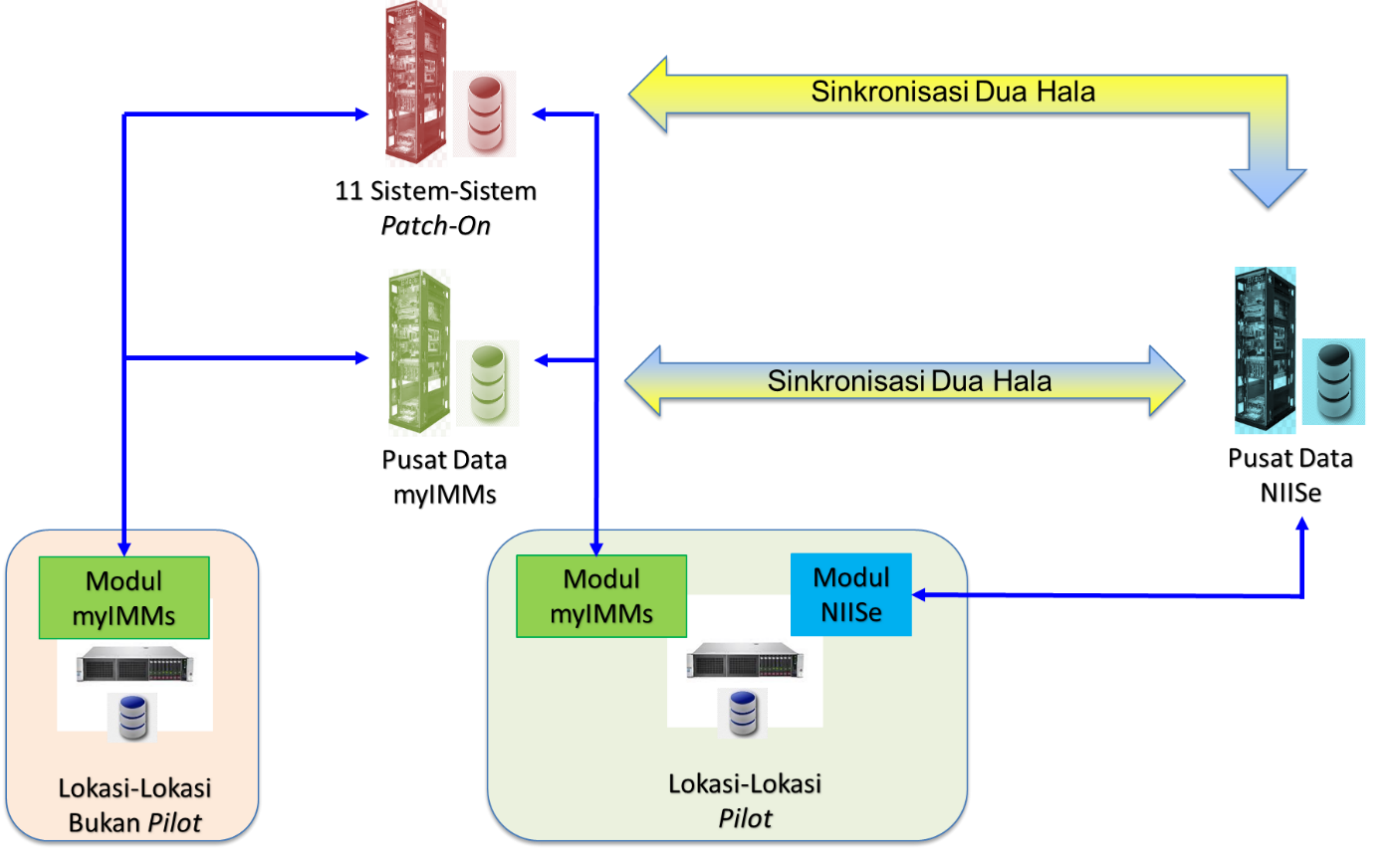 Sinkronisasi Dua Hala
11 Sistem-Sistem
Patch-On
Sinkronisasi Dua Hala
Pusat Data
myIMMs
Pusat Data
NIISe
Modul
myIMMs
Modul
myIMMs
Modul
NIISe
Lokasi-Lokasi
Bukan Pilot
Lokasi-Lokasi
Pilot